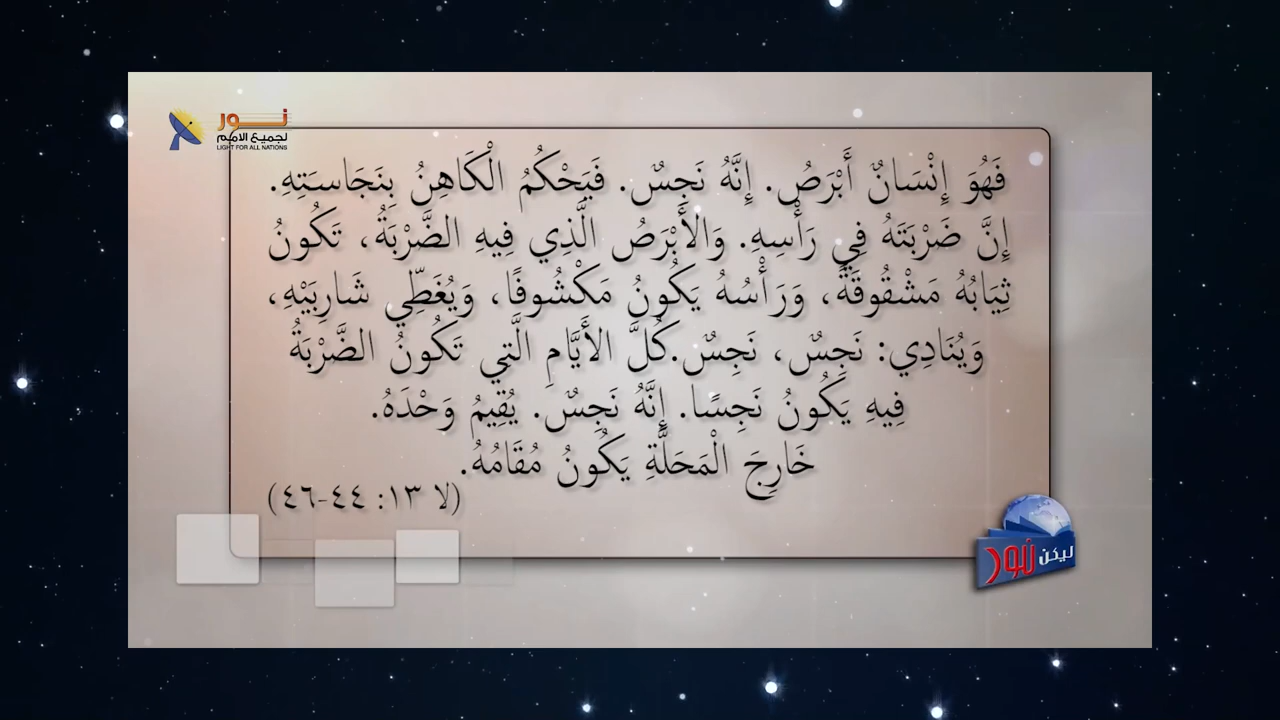 نور
لجميع الامم
LIGHT FOR ALL NATIONS
فَهُوَ إِنْسَانٌ أَبْرَصُ. إِنَّهُ نَجِسٌ. فَيَحْكُمُ الْكَاهِنُ بِنَجَاسَتِهِ.
إِنَّ ضَرْبَتَهُ فِي رَأْسِهِ. وَالأَبْرَصُ الَّذِي فِيهِ الضَّرْبَةُ، تَكُونُ
ثِيَابُهُ مَشْقُوقَةً، وَرَأْسُهُ يَكُونُ مَكْشُوفًا، وَيُغَطِّي شَارِبَيْهِ،
وَيُنَادِي: نَجِسٌ، نَجِسٌ.كُلَّ الأَيَّامِ الَّتِي تَكُونُ الضَّرْبَةُ
فِيهِ يَكُونُ نَجِسًا. إِنَّهُ نَجِسٌ. يُقِيمُ وَحْدَهُ.
خَارِجَ الْمَحَلَّةِ يَكُونُ مُقَامُهُ.
(لا ١٣: ٤٤-٤٦)
ليكن نور